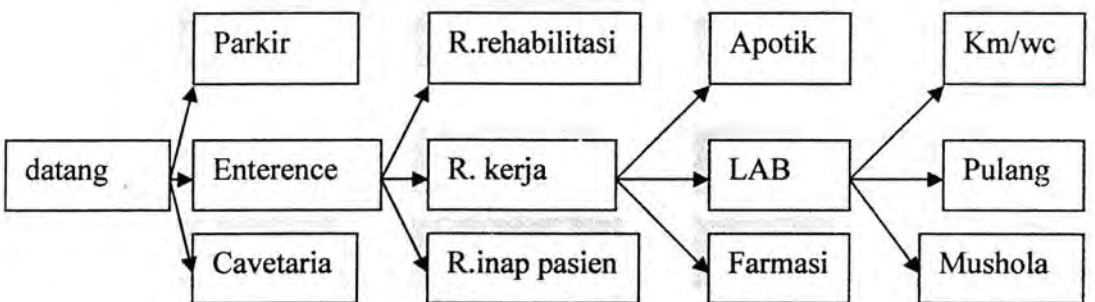 Parkir
R.rehabilitasi
Apotik
Km/wc
datang
Enterence
R. kerja
LAB
Pulang
Cavetaria
R.inap pasien
Farmasi
Mushola